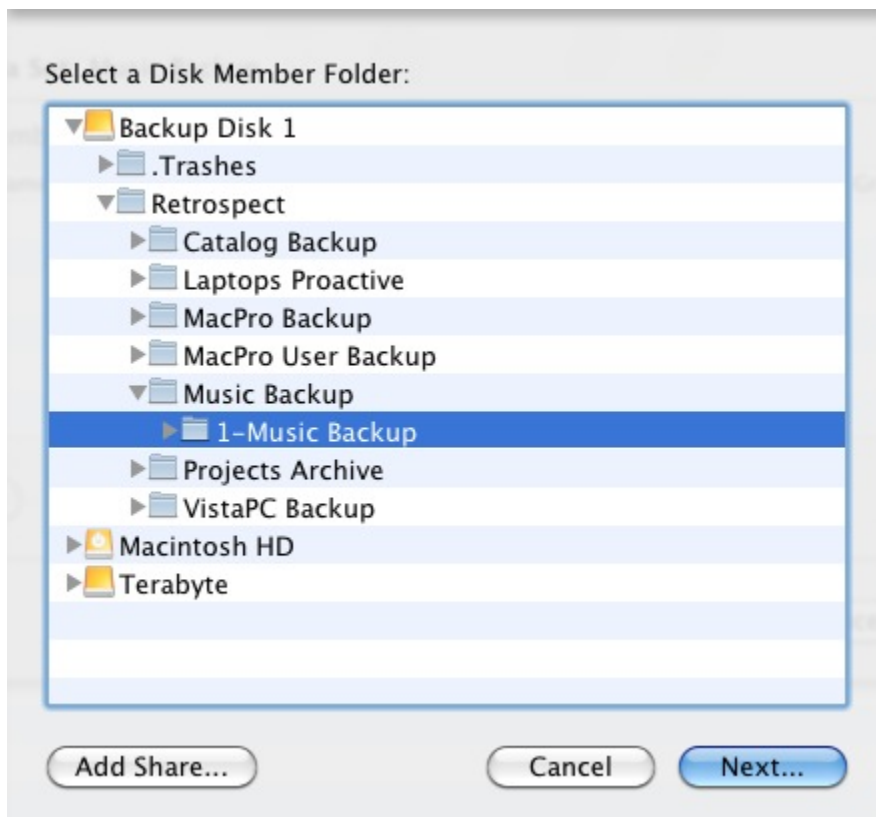 Select a Disk Member Folder:
Backup Disk 1
.Trashes
Retrospect
Catalog Backup
Laptops Proactive
MacPro Backup
MacPro User Backup
Music Backup
1-Music Backup
Projects Archive
VistaPC Backup
Macintosh HD
Terabyte
Add Share... Cancel Next...